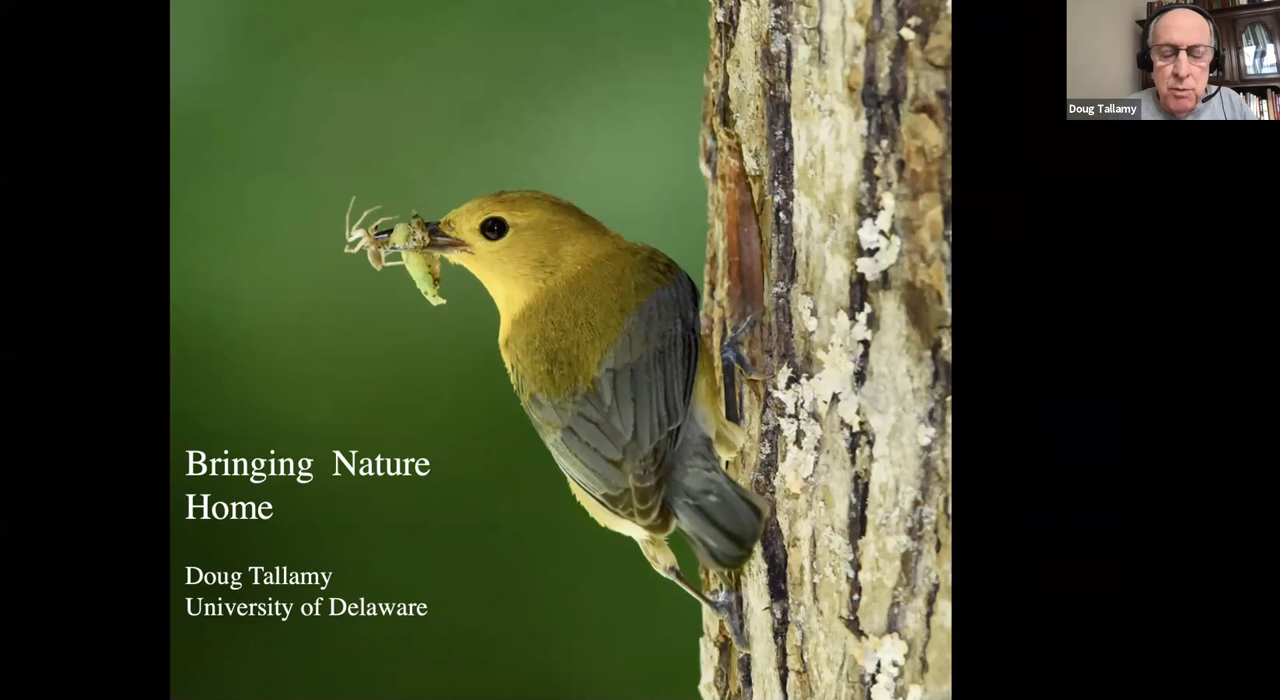 Doug Tallamy
Bringing Nature
Home
Doug Tallamy
University of Delaware